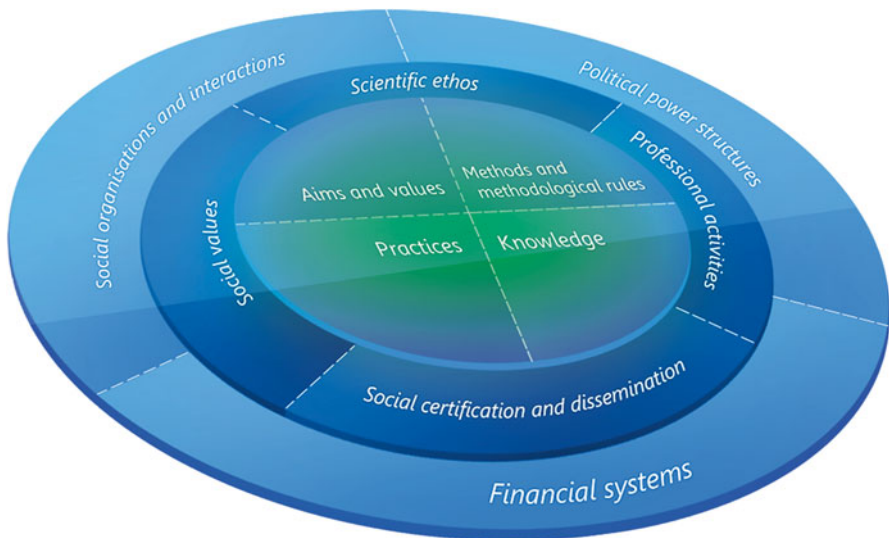 Social organisations and interactions
Political power structures
Scientific ethos
Professional activities
Social values
Aims and values
Methods and
methodological rules
Practices
Knowledge
Social certification and dissemination
Financial systems